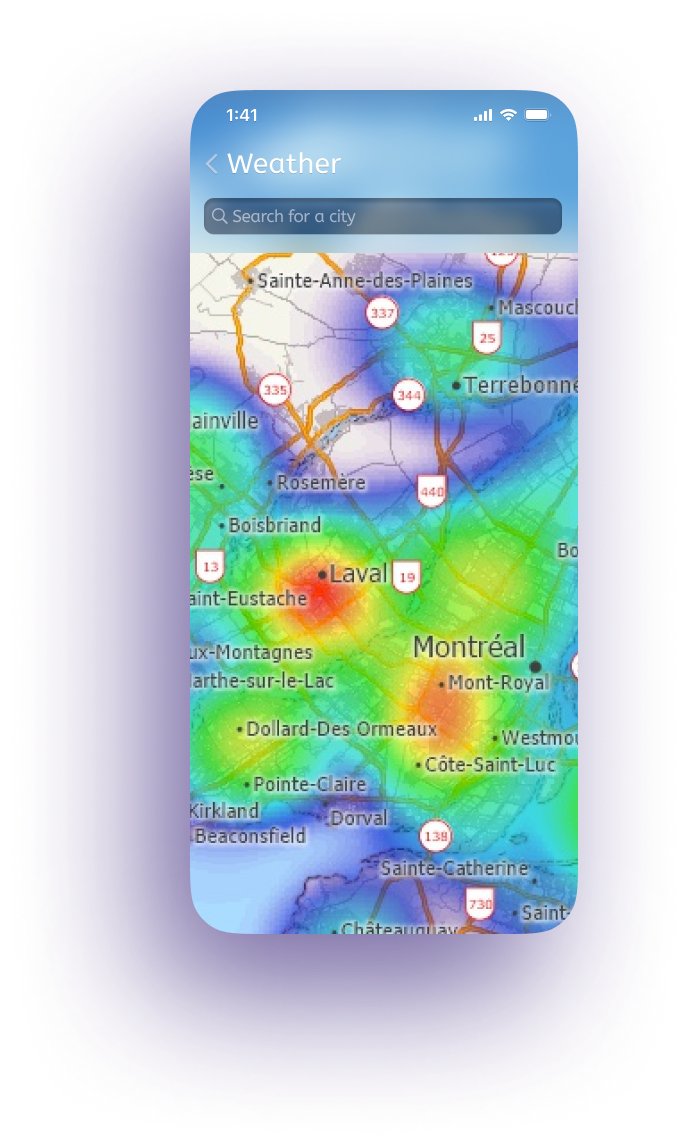 1:41
Weather
Search for a city
Sainte-Anne-des-Plaines
Mascouch
337
25
335
344
Terrebonne
ainville
ese
Rosemère
440
Boisbriand
Bo
13
Laval
19
aint-Eustache
Montréal
ux-Montagnes
Mont-Royal
arthe-sur-le-Lac
Dollard-Des Ormeaux
Westmou
Côte-Saint-Luc
Pointe-Claire
Kirkland
Dorval
Beaconsfield
138
Sainte-Catherine
730
Saint-
Châteauguay